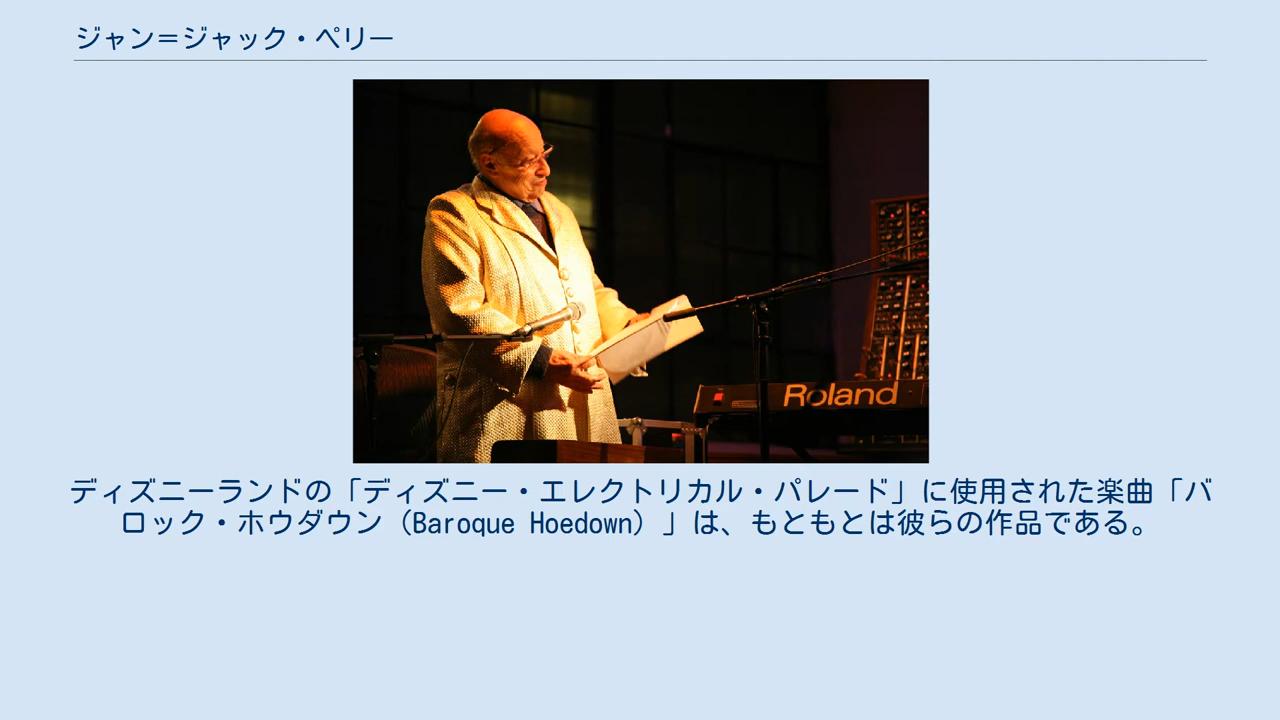 ジャン＝ジャック・ペリー
Roland
ディズニーランドの「ディズニー・エレクトリカル・パレード」に使用された楽曲「バ
ロック・ホウダウン（Baroque Hoedown）」は、もともとは彼らの作品である。